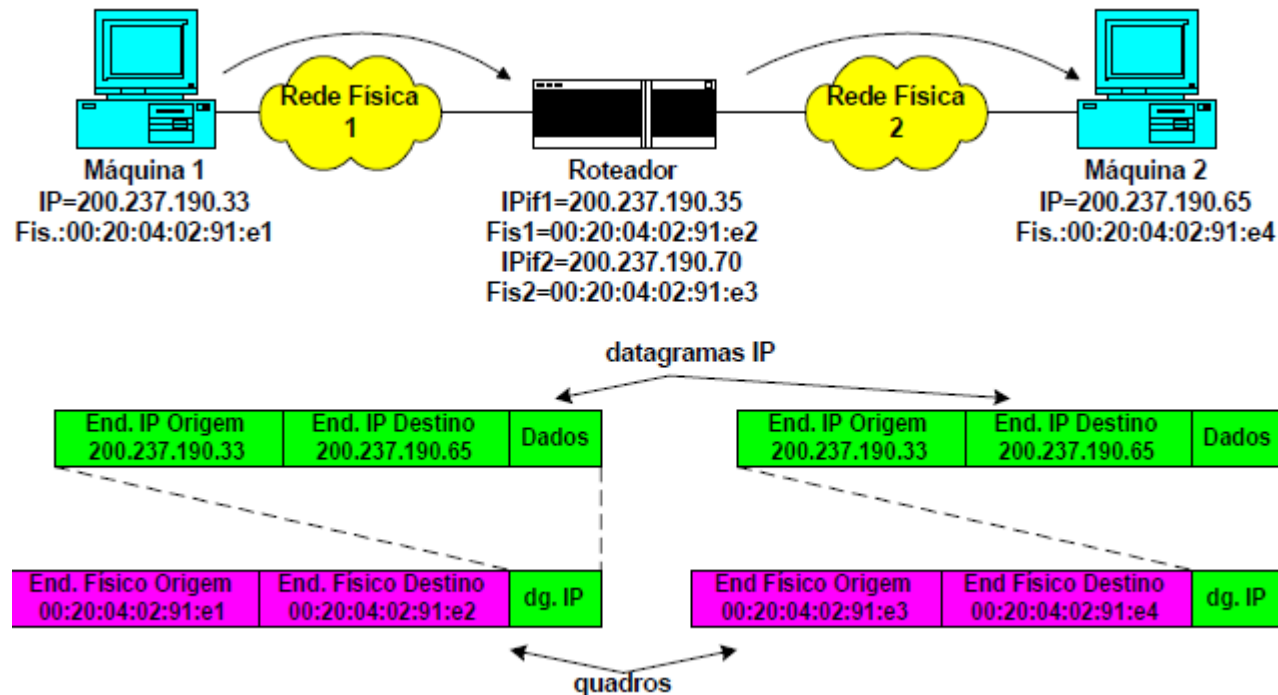 Rede Física
1
Rede Física
2
Máquina 1
IP=200.237.190.33
Fis.:00:20:04:02:91:e1
Roteador
IPif1=200.237.190.35
Fis1=00:20:04:02:91:e2
IPif2=200.237.190.70
Fis2=00:20:04:02:91:e3
Máquina 2
IP=200.237.190.65
Fis.:00:20:04:02:91:e4
datagramas IP
End. IP Origem
200.237.190.33
End. IP Destino
200.237.190.65
Dados
End. IP Origem
200.237.190.33
End. IP Destino
200.237.190.65
Dados
End. Físico Origem
00:20:04:02:91:e1
End. Físico Destino
00:20:04:02:91:e2
dg. IP
End Físico Origem
00:20:04:02:91:e3
End Físico Destino
00:20:04:02:91:e4
dg. IP
quadros